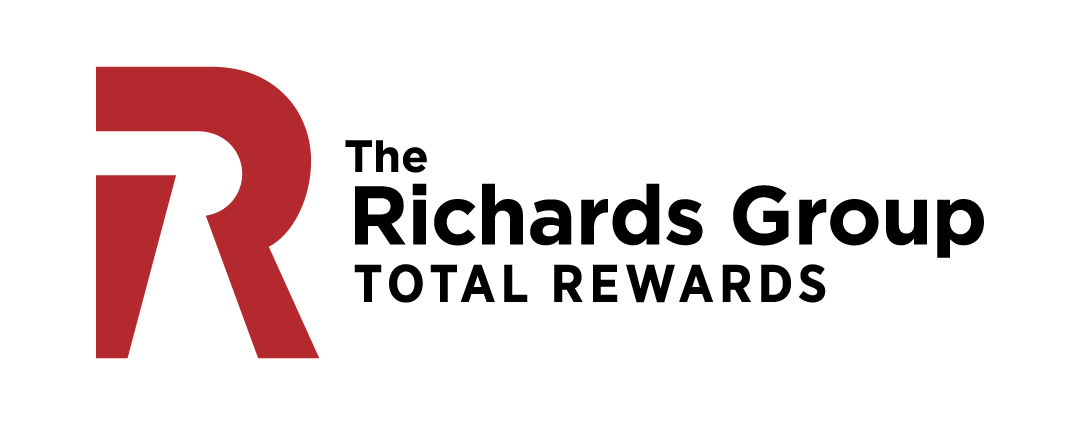 The
Richards Group
TOTAL REWARDS